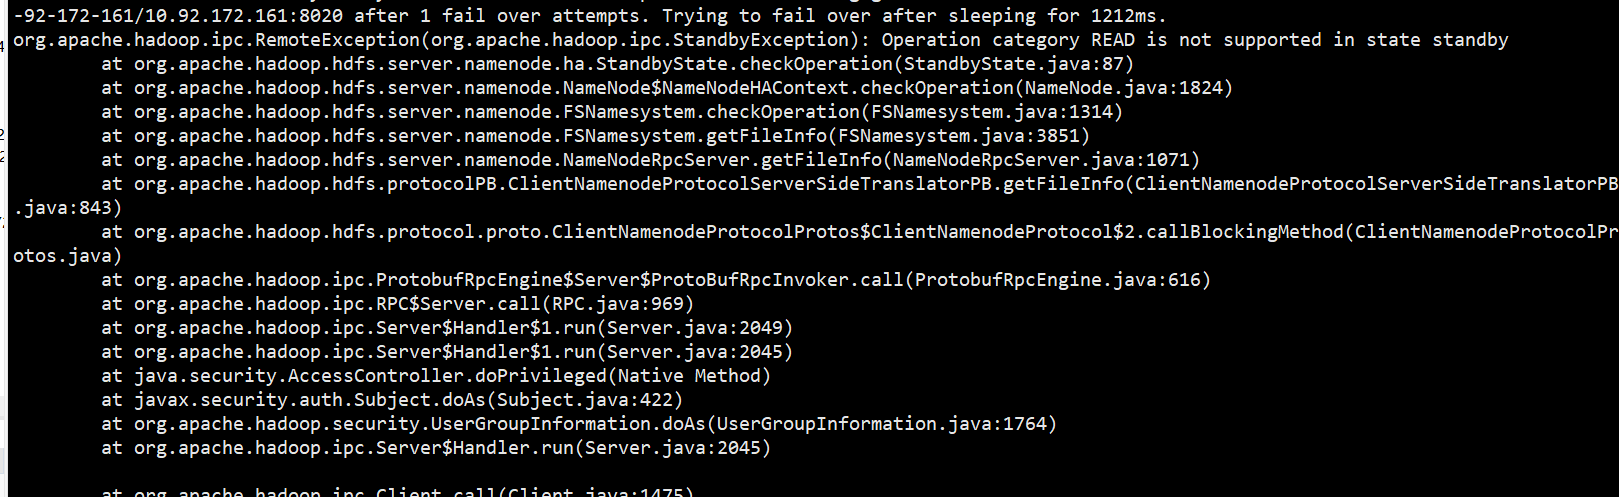 -92-172-161/10.92.172.161:8020 after 1 fail over attempts. Trying to fail over after sleeping for 1212ms.
org.apache.hadoop.ipc.RemoteException(org.apache.hadoop.ipc.StandbyException): Operation category READ is not supported in state standby
at org.apache.hadoop.hdfs.server.namenode.ha.StandbyState.checkOperation(StandbyState.java:87)
at org.apache.hadoop.hdfs.server.namenode.NameNode$NameNodeHAContext.checkOperation(NameNode.java:1824)
at org.apache.hadoop.hdfs.server.namenode.FSNamesystem.checkOperation(FSNamesystem.java:1314)
at org.apache.hadoop.hdfs.server.namenode.FSNamesystem.getFileInfo(FSNamesystem.java:3851)
at org.apache.hadoop.hdfs.server.namenode.NameNodeRpcServer.getFileInfo(NameNodeRpcServer.java:1071)
at org.apache.hadoop.hdfs.protocolPB.ClientNamenodeProtocolServerSideTranslatorPB.getFileInfo(ClientNamenodeProtocolServerSideTranslatorPB
.java:843)
at org.apache.hadoop.hdfs.protocol.proto.ClientNamenodeProtocolProtos$ClientNamenodeProtocol$2.callBlockingMethod(ClientNamenodeProtocolPr
otos.java)
at org.apache.hadoop.ipc.ProtobufRpcEngine$Server$ProtoBufRpcInvoker.call(ProtobufRpcEngine.java:616)
at org.apache.hadoop.ipc.RPC$Server.call(RPC.java:969)
at org.apache.hadoop.ipc.Server$Handler$1.run(Server.java:2049)
at org.apache.hadoop.ipc.Server$Handler$1.run(Server.java:2045)
at java.security.AccessController.doPrivileged(Native Method)
at javax.security.auth.Subject.doAs(Subject.java:422)
at org.apache.hadoop.security.UserGroupInformation.doAs(UserGroupInformation.java:1764)
at org.apache.hadoop.ipc.Server$Handler.run(Server.java:2045)
at org.apache.hadoop.ipc.Client.call(Client.java:1475)